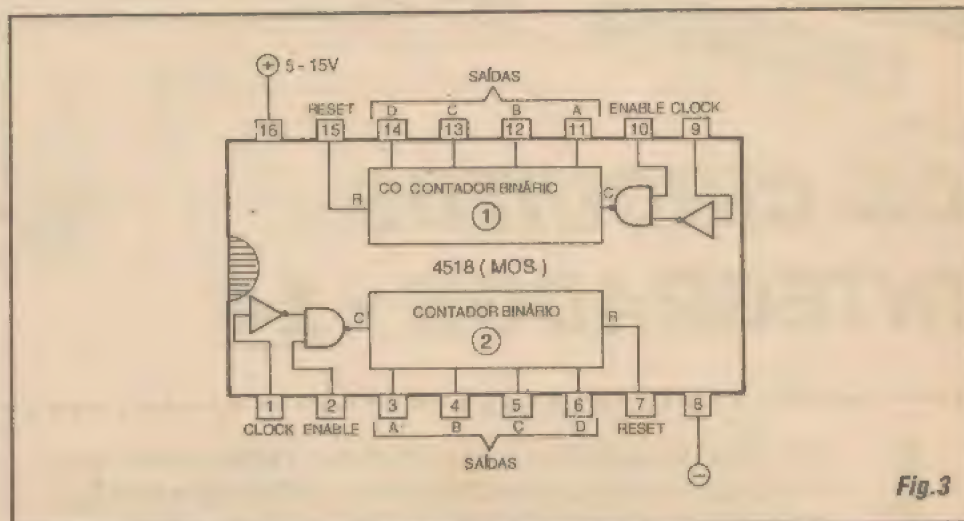 + 5 - 15V
SAÍDAS
RESET D C B A ENABLE CLOCK
16 15 14 13 12 11 10 9
R CO CONTADOR BINÁRIO C
1
4518 ( MOS )
CONTADOR BINÁRIO
C R
2
1 2 3 4 5 6 7 8
CLOCK ENABLE A B C D RESET
SAÍDAS
−
Fig.3